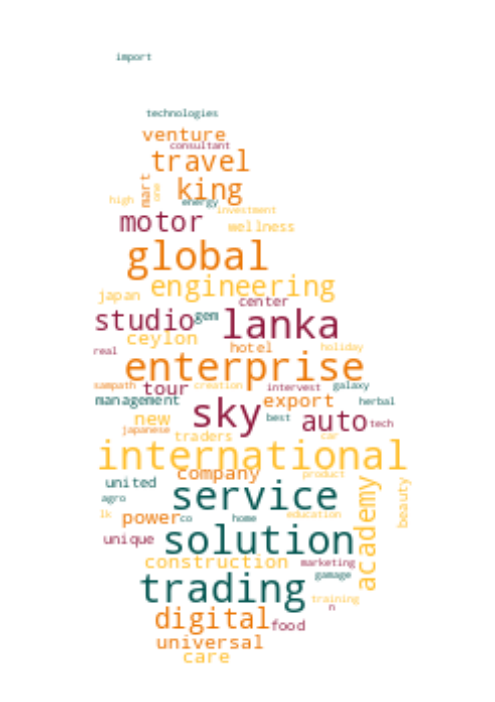 import
technologies
venture
consultant
travel
mart
one
king
high
energy
investment
motor
wellness
global
engineering
japan
center
studio
gem
lanka
ceylon
real
hotel
holiday
enterprise
sampath
tour
creation
intervest
galaxy
management
export
herbal
sky
new
best
auto
tech
japanese
traders
car
international
company
product
united
service
academy
beauty
agro
lk
power
co
home
education
unique
solution
construction
marketing
gamage
trading
training
n
digital
food
universal
care